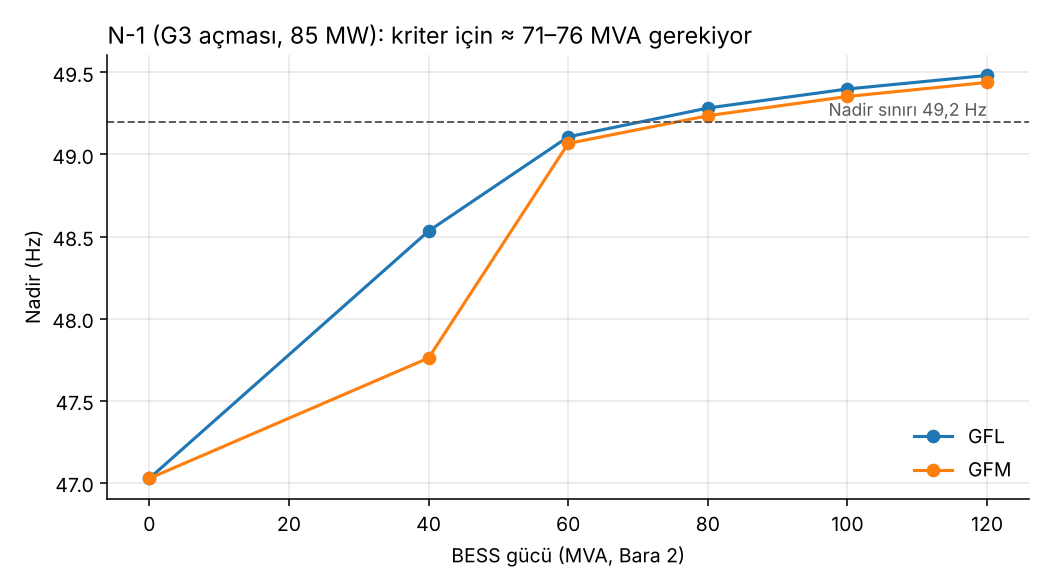 N-1 (G3 açması, 85 MW): kriter için ≈ 71–76 MVA gerekiyor
Nadir (Hz)
49.5
49.0
48.5
48.0
47.5
47.0
Nadir sınırı 49,2 Hz
GFL
GFM
0 20 40 60 80 100 120
BESS gücü (MVA, Bara 2)